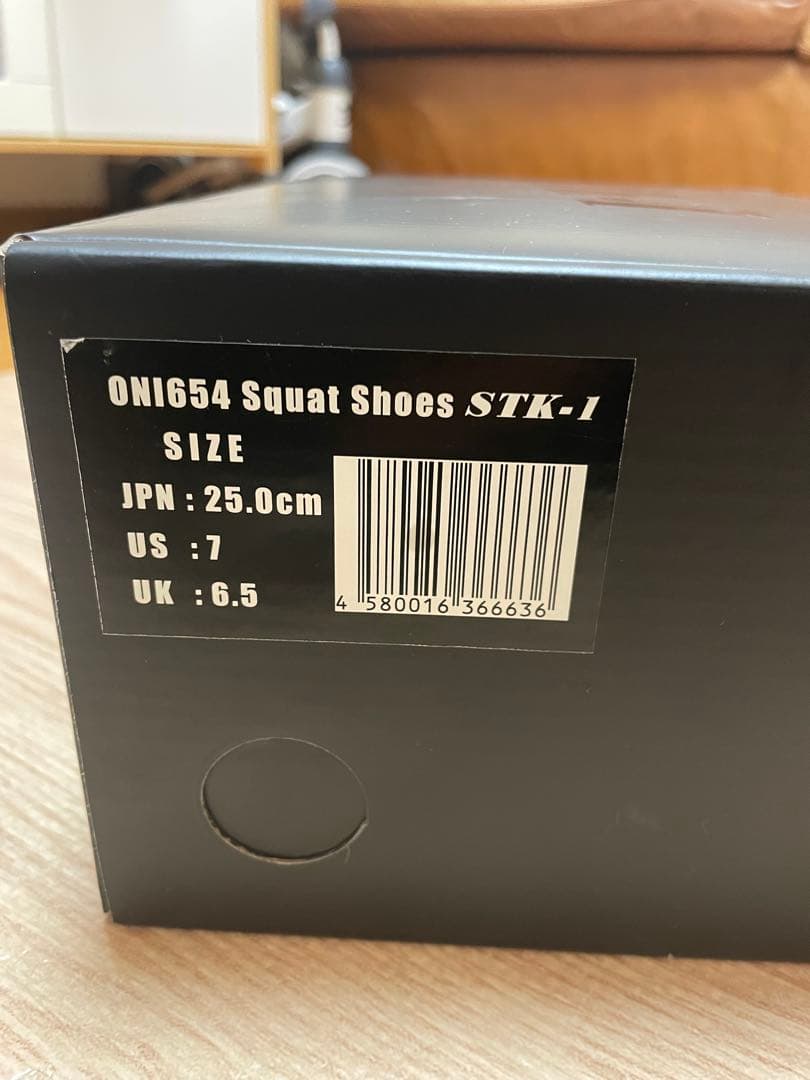 ONI654 Squat Shoes STK-1
SIZE
JPN : 25.0cm
US : 7
UK : 6.5
4 580016 366636